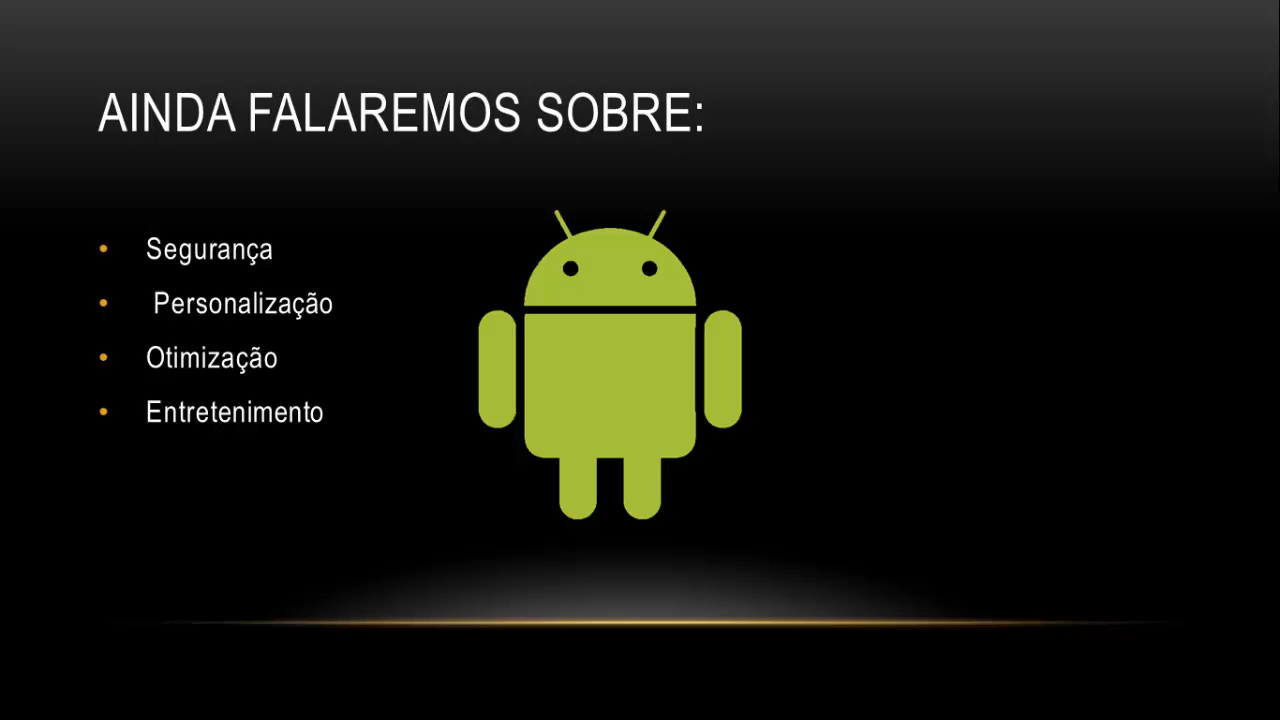 AINDA FALAREMOS SOBRE:
• Segurança
• Personalização
• Otimização
• Entretenimento